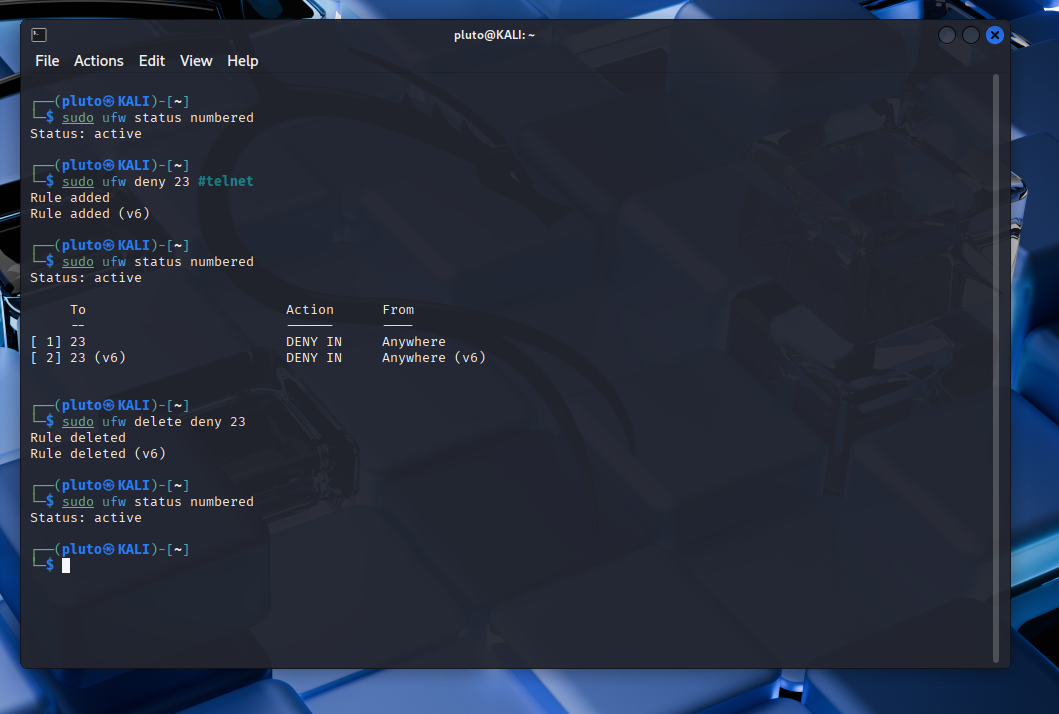 pluto@KALI: ~
File Actions Edit View Help
┌──(pluto㉿KALI)-[~]
└─$ sudo ufw status numbered
Status: active
┌──(pluto㉿KALI)-[~]
└─$ sudo ufw deny 23 #telnet
Rule added
Rule added (v6)
┌──(pluto㉿KALI)-[~]
└─$ sudo ufw status numbered
Status: active
To Action From
-- ------ ----
[ 1] 23 DENY IN Anywhere
[ 2] 23 (v6) DENY IN Anywhere (v6)
┌──(pluto㉿KALI)-[~]
└─$ sudo ufw delete deny 23
Rule deleted
Rule deleted (v6)
┌──(pluto㉿KALI)-[~]
└─$ sudo ufw status numbered
Status: active
┌──(pluto㉿KALI)-[~]
└─$